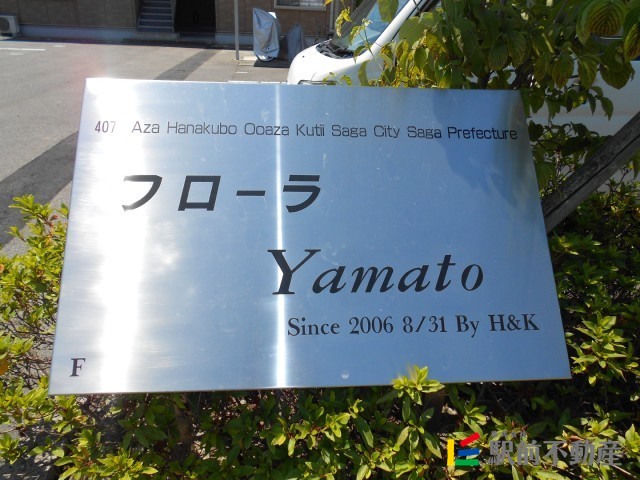 407 Aza Hanakubo Ooaza Kutii Saga City Saga Prefecture
フローラ
Yamato
Since 2006 8/31 By H&K
F
駅前不動産